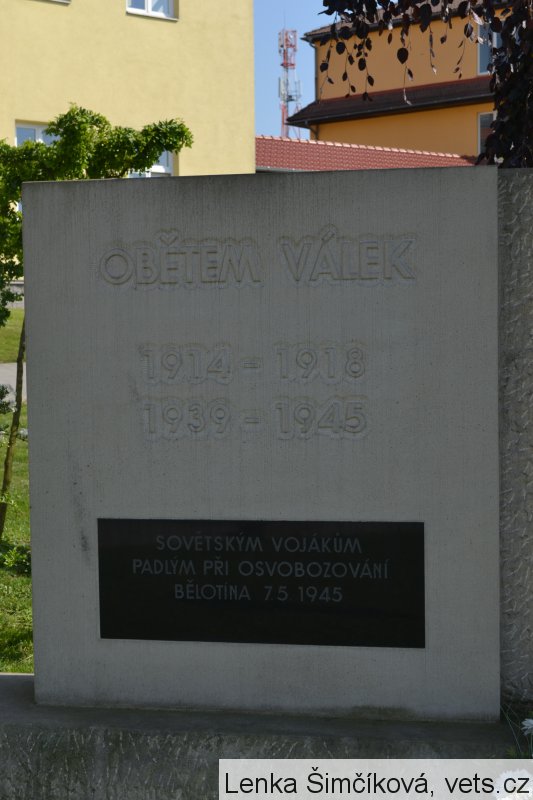 OBĚTEM VÁLEK
1914 - 1918
1939 - 1945
SOVĚTSKÝM VOJÁKŮM
PADLÝM PŘI OSVOBOZOVÁNÍ
BĚLOTÍNA 7.5.1945
Lenka Šimčíková, vets.cz